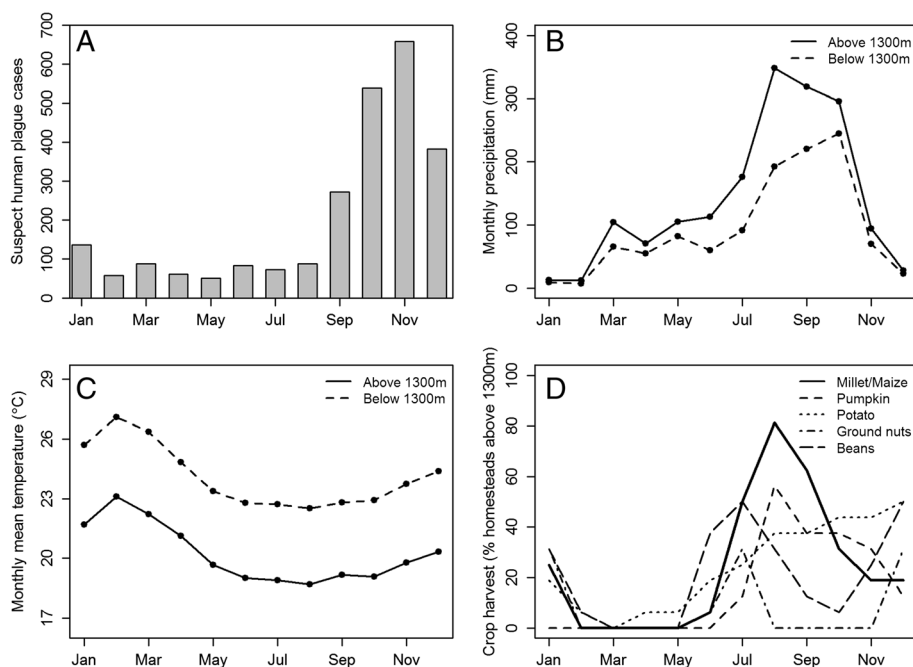 A
Suspect human plague cases
700
600
500
400
300
200
100
0
Jan Mar May Jul Sep Nov
B
Monthly precipitation (mm)
400
300
200
100
0
Above 1300m
Below 1300m
Jan Mar May Jul Sep Nov
C
Monthly mean temperature (°C)
29
26
23
20
17
Above 1300m
Below 1300m
Jan Mar May Jul Sep Nov
D
Crop harvest (% homesteads above 1300m)
100
80
60
40
20
0
Millet/Maize
Pumpkin
Potato
Ground nuts
Beans
Jan Mar May Jul Sep Nov